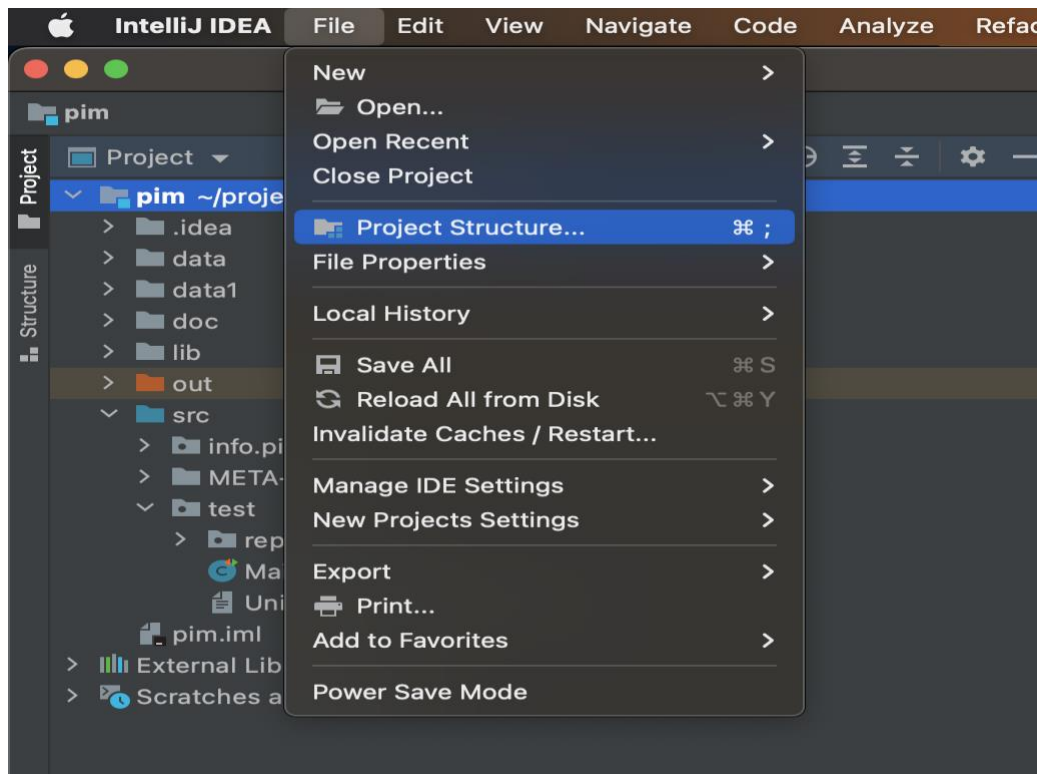 IntelliJ IDEA File Edit View Navigate Code Analyze Refac
pim
Project
Structure
Project
pim ~/proje
.idea
data
data1
doc
lib
out
src
info.pi
META-
test
rep
Ma
Uni
pim.iml
External Lib
Scratches a
New
Open...
Open Recent
Close Project
Project Structure... ⌘ ;
File Properties
Local History
Save All ⌘ S
Reload All from Disk ⌥ ⌘ Y
Invalidate Caches / Restart...
Manage IDE Settings
New Projects Settings
Export
Print...
Add to Favorites
Power Save Mode